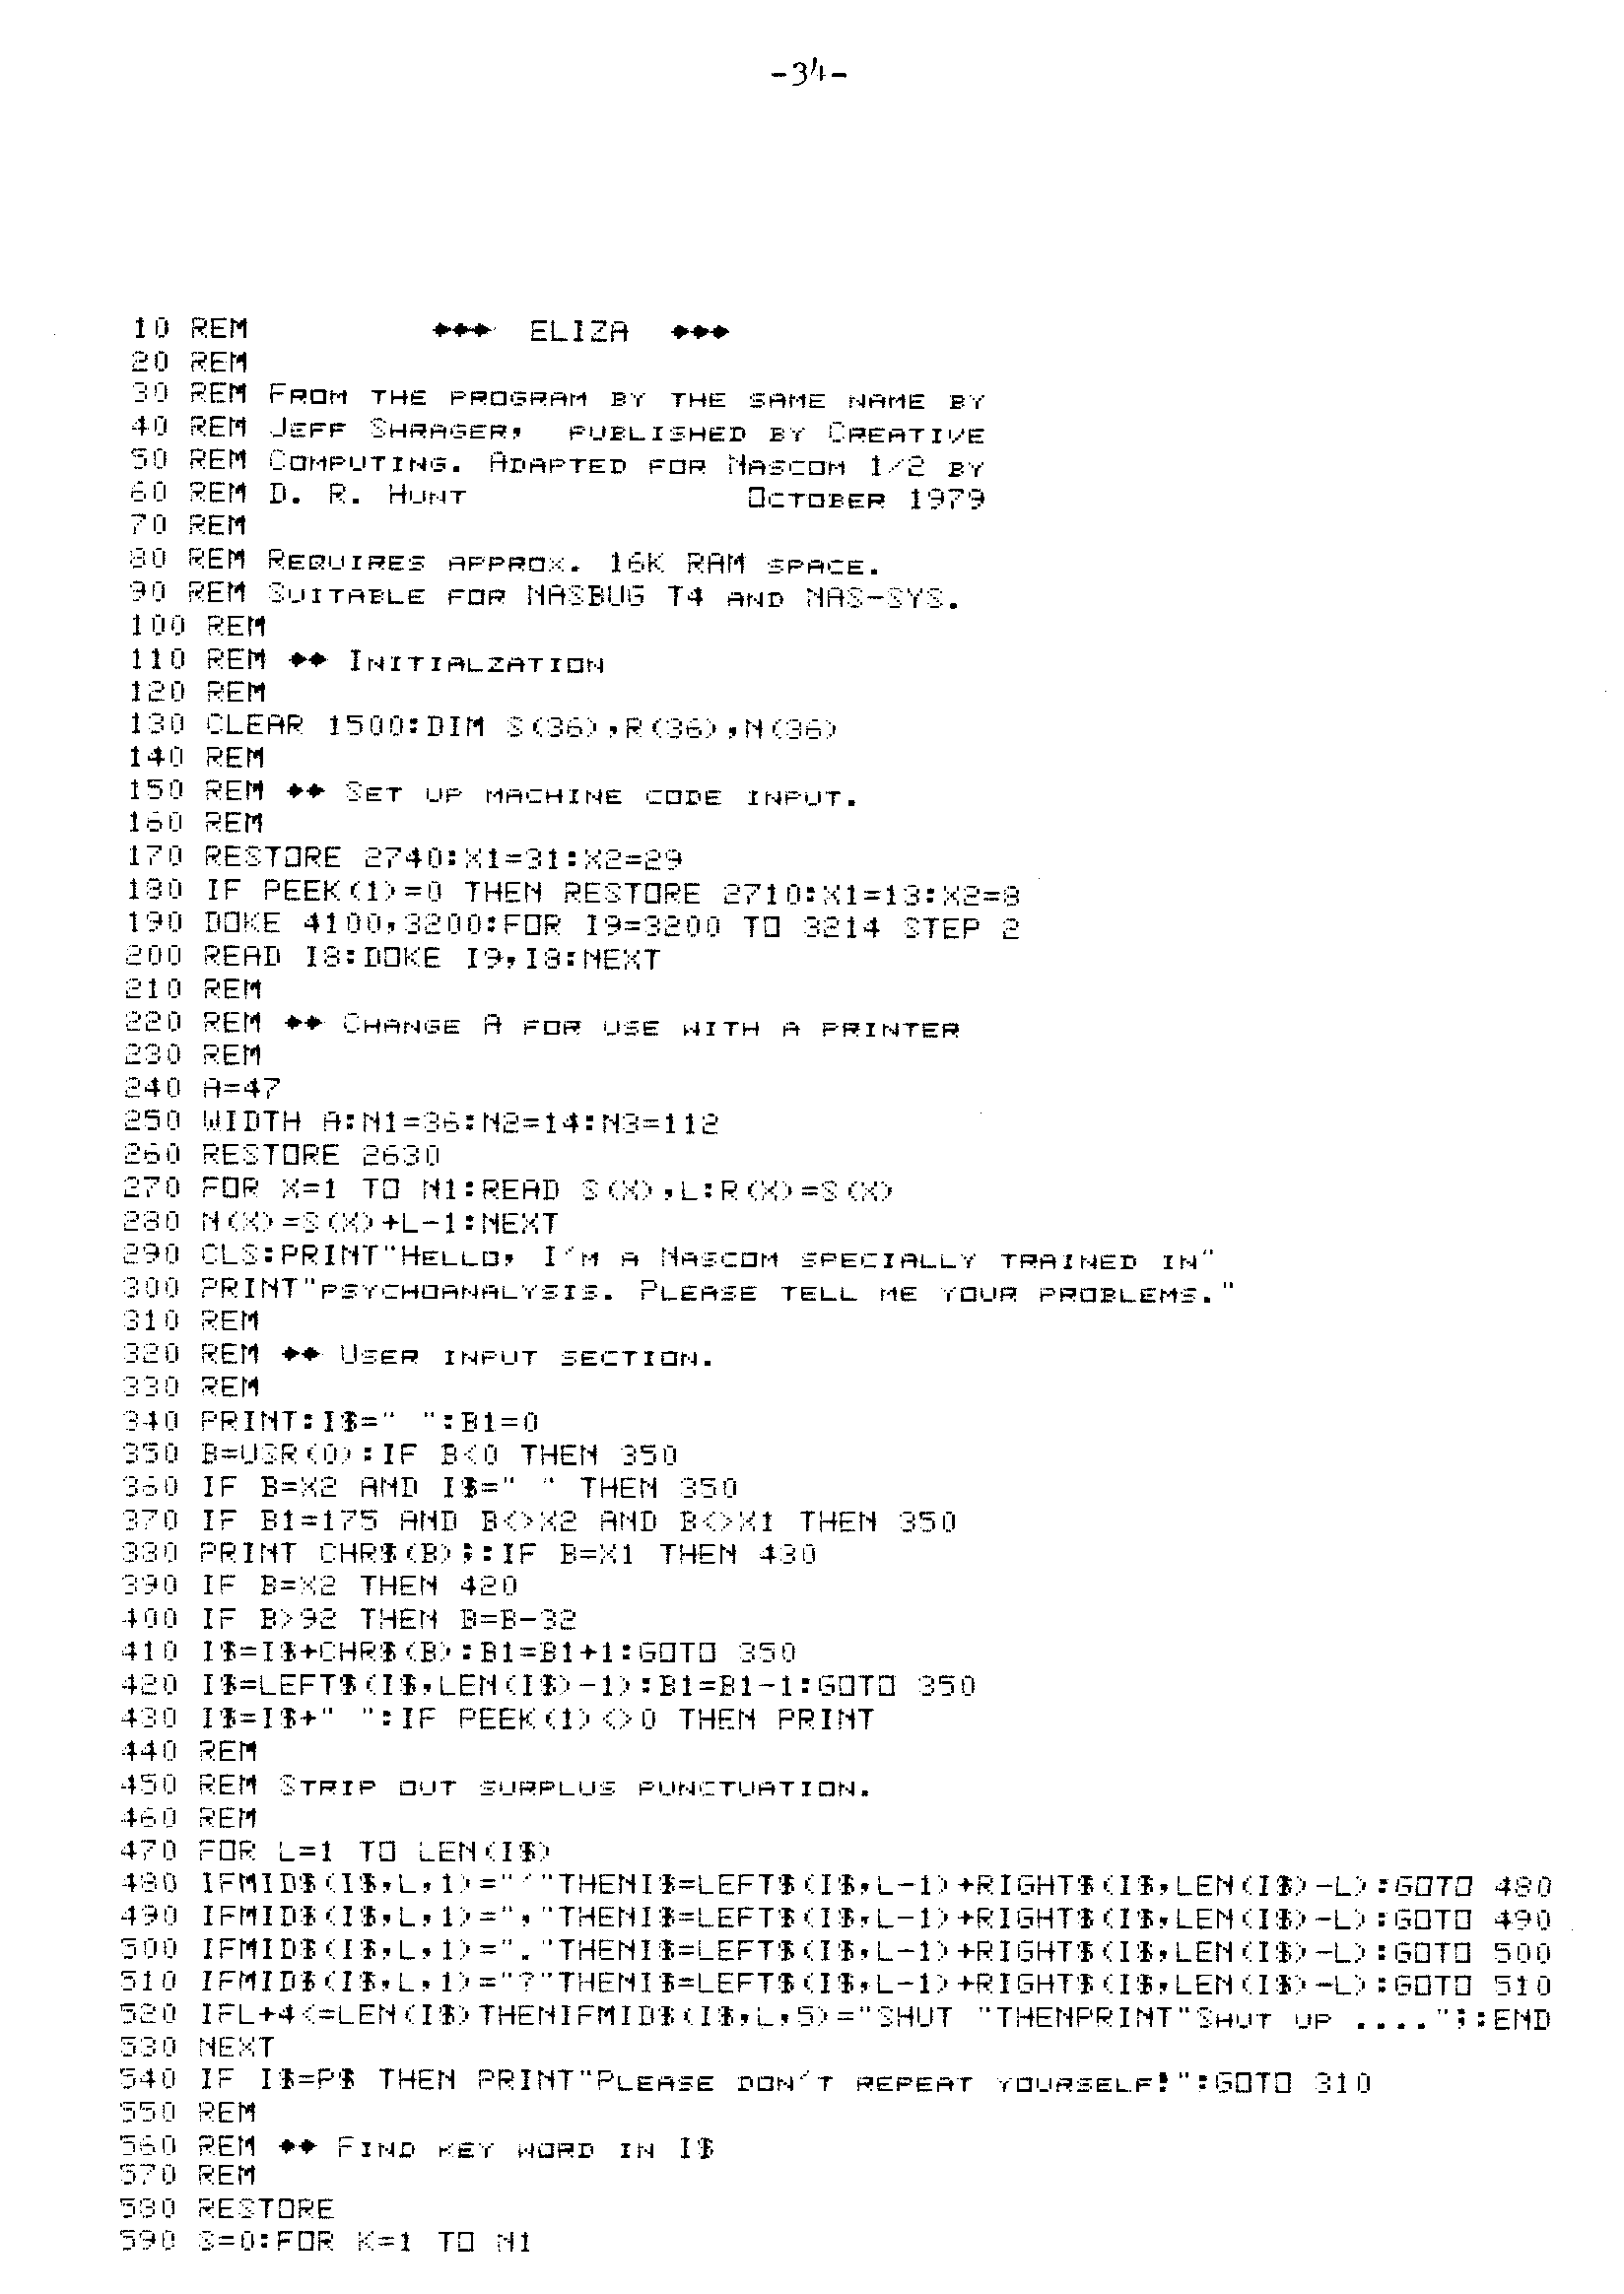 -34-
10 REM          *** ELIZA ***
20 REM
30 REM From the program by the same name by
40 REM Jeff Shrager,  published by Creative
50 REM Computing. Adapted for Nascom 1/2 by
60 REM D. R. Hunt              October 1979
70 REM
80 REM Requires approx. 16K RAM space.
90 REM Suitable for NASBUG T4 and NAS-SYS.
100 REM
110 REM ** Initialzation
120 REM
130 CLEAR 1500:DIM S(36),R(36),N(36)
140 REM
150 REM ** Set up machine code input.
160 REM
170 RESTORE 2740:X1=31:X2=29
180 IF PEEK(1)=0 THEN RESTORE 2710:X1=13:X2=8
190 DOKE 4100,3200:FOR I9=3200 TO 3214 STEP 2
200 READ I8:DOKE I9,I8:NEXT
210 REM
220 REM ** Change A for use with a printer
230 REM
240 A=47
250 WIDTH A:N1=36:N2=14:N3=112
260 RESTORE 2630
270 FOR X=1 TO N1:READ S(X),L:R(X)=S(X)
280 N(X)=S(X)+L-1:NEXT
290 CLS:PRINT"Hello, I'm a Nascom specially trained in"
300 PRINT"psychoanalysis. Please tell me your problems."
310 REM
320 REM ** User input section.
330 REM
340 PRINT:I$=" ":B1=0
350 B=USR(0):IF B<0 THEN 350
360 IF B=X2 AND I$=" " THEN 350
370 IF B1=175 AND B<>X2 AND B<>X1 THEN 350
380 PRINT CHR$(B);:IF B=X1 THEN 430
390 IF B=X2 THEN 420
400 IF B>92 THEN B=B-32
410 I$=I$+CHR$(B):B1=B1+1:GOTO 350
420 I$=LEFT$(I$,LEN(I$)-1):B1=B1-1:GOTO 350
430 I$=I$+" ":IF PEEK(1)<>0 THEN PRINT
440 REM
450 REM Strip out surplus punctuation.
460 REM
470 FOR L=1 TO LEN(I$)
480 IFMID$(I$,L,1)="'"THENI$=LEFT$(I$,L-1)+RIGHT$(I$,LEN(I$)-L):GOTO 480
490 IFMID$(I$,L,1)=","THENI$=LEFT$(I$,L-1)+RIGHT$(I$,LEN(I$)-L):GOTO 490
500 IFMID$(I$,L,1)="."THENI$=LEFT$(I$,L-1)+RIGHT$(I$,LEN(I$)-L):GOTO 500
510 IFMID$(I$,L,1)="?"THENI$=LEFT$(I$,L-1)+RIGHT$(I$,LEN(I$)-L):GOTO 510
520 IFL+4<=LEN(I$)THENIFMID$(I$,L,5)="SHUT "THENPRINT"Shut up ....";:END
530 NEXT
540 IF I$=P$ THEN PRINT"Please don't repeat yourself!":GOTO 310
550 REM
560 REM ** Find key word in I$
570 REM
580 RESTORE
590 S=0:FOR K=1 TO N1